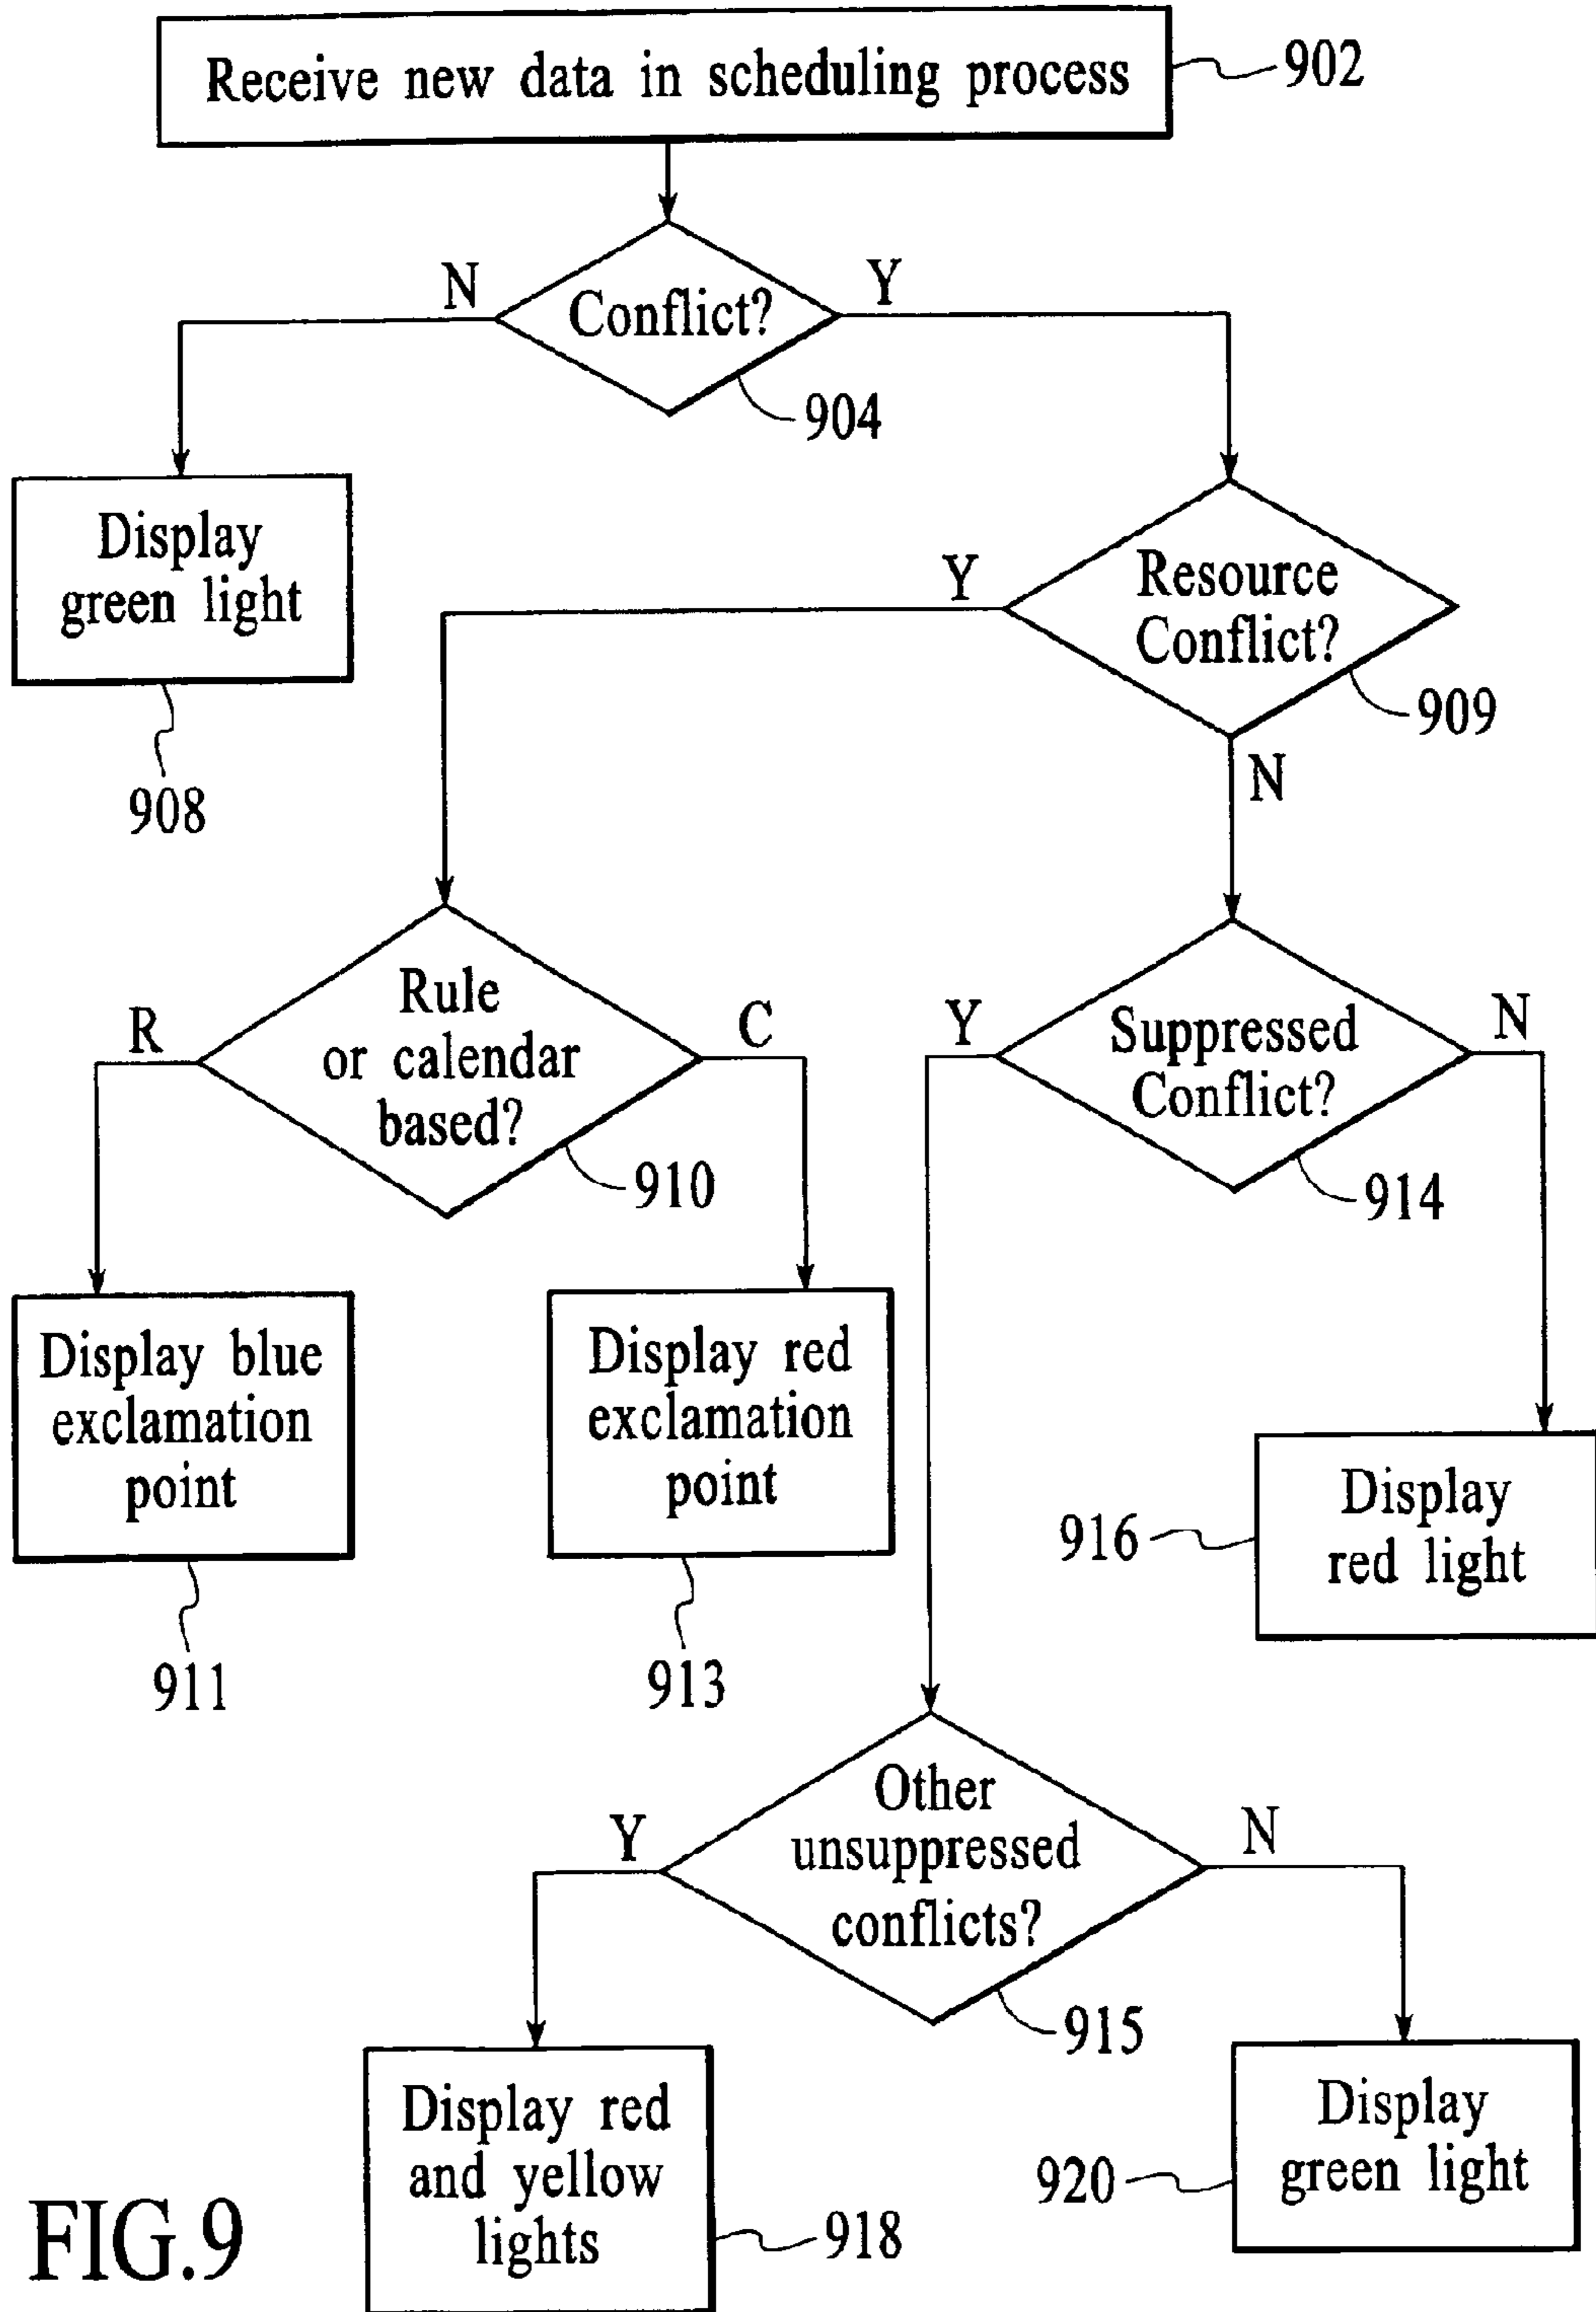 Receive new data in scheduling process
902
N
Y
Conflict?
904
Display
green light
908
Y
Resource
Conflict?
909
N
R
Rule
or calendar
based?
C
910
Y
Suppressed
Conflict?
N
914
Display blue
exclamation
point
911
Display red
exclamation
point
913
916
Display
red light
Y
Other
unsuppressed
conflicts?
N
915
Display red
and yellow
lights
918
920
Display
green light
FIG.9